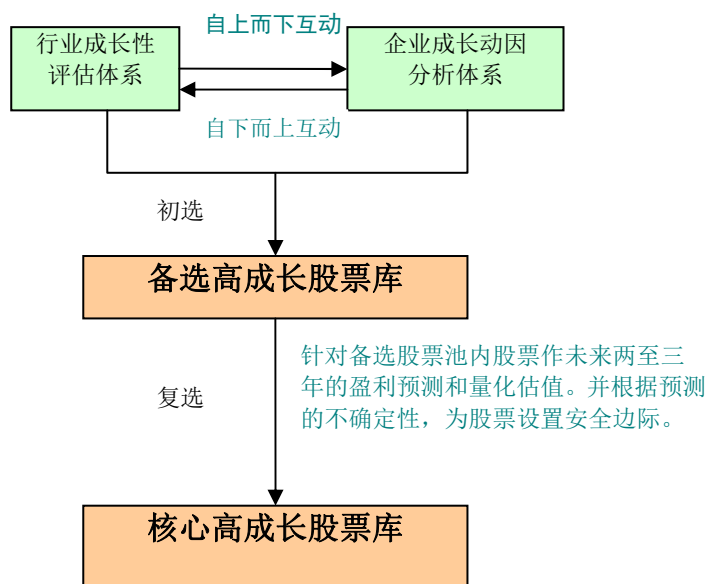 自上而下互动
行业成长性
评估体系
企业成长动因
分析体系
自下而上互动
初选
备选高成长股票库
针对备选股票池内股票作未来两至三
年的盈利预测和量化估值。并根据预测
的不确定性，为股票设置安全边际。
复选
核心高成长股票库